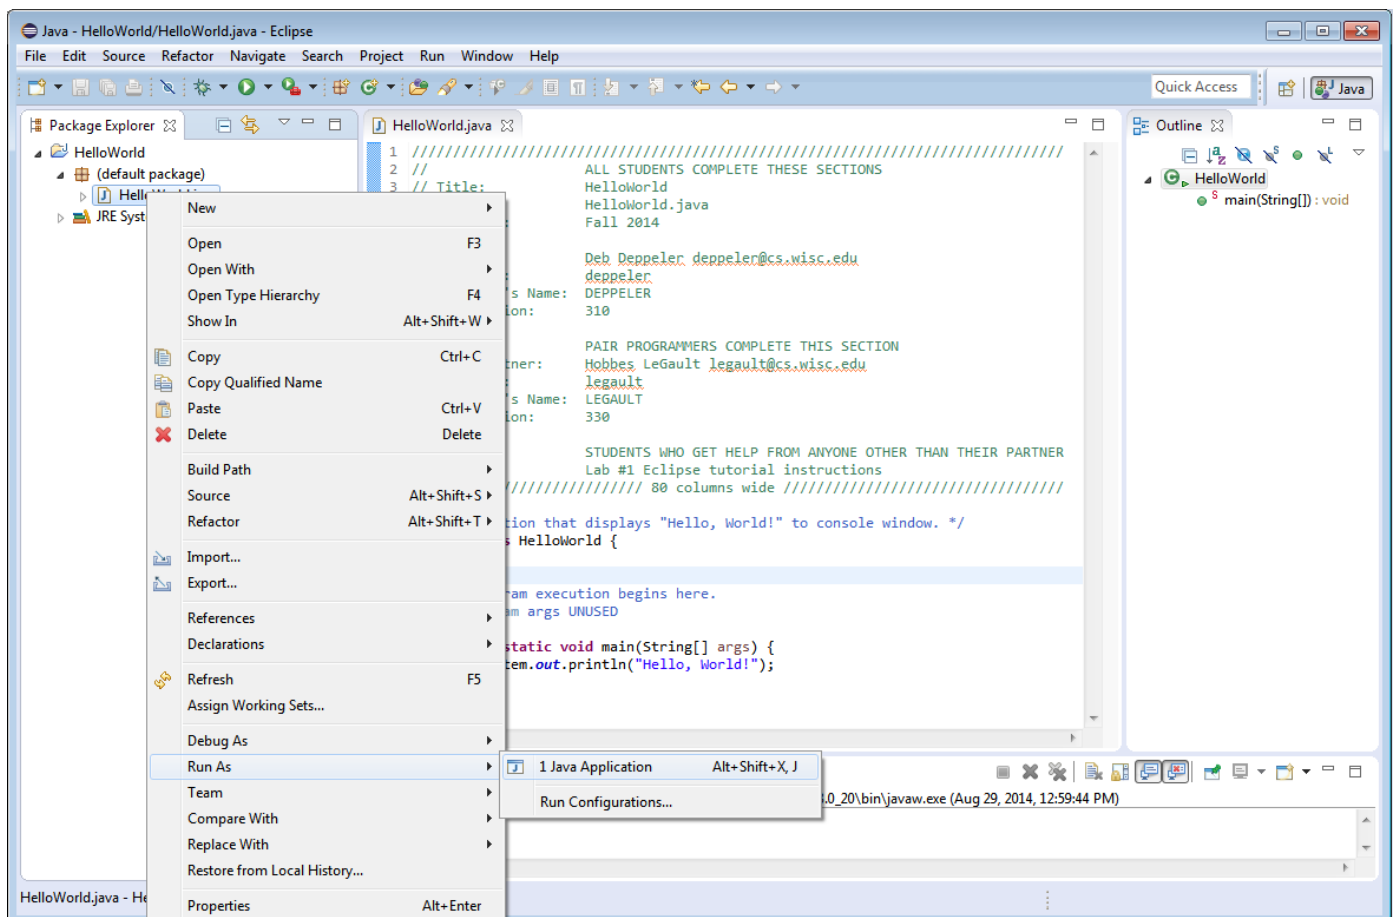 Java - HelloWorld/HelloWorld.java - Eclipse
File Edit Source Refactor Navigate Search Project Run Window Help
Quick Access Java
Package Explorer
HelloWorld
(default package)
JRE Syst
HelloWorld.java
1 ///////////////////////////////////////////////////////////////////////////////
2 // ALL STUDENTS COMPLETE THESE SECTIONS
3 // Title: HelloWorld
HelloWorld.java
: Fall 2014
Deb Deppeler deppeler@cs.wisc.edu
: deppeler
's Name: DEPPELER
ion: 310
PAIR PROGRAMMERS COMPLETE THIS SECTION
tner: Hobbes LeGault legault@cs.wisc.edu
: legault
's Name: LEGAULT
ion: 330
STUDENTS WHO GET HELP FROM ANYONE OTHER THAN THEIR PARTNER
Lab #1 Eclipse tutorial instructions
//////////////// 80 columns wide //////////////////////////////////
tion that displays "Hello, World!" to console window. */
s HelloWorld {
ram execution begins here.
am args UNUSED
static void main(String[] args) {
tem.out.println("Hello, World!");
Outline
HelloWorld
main(String[]) : void
New
Open F3
Open With
Open Type Hierarchy F4
Show In Alt+Shift+W
Copy Ctrl+C
Copy Qualified Name
Paste Ctrl+V
Delete Delete
Build Path
Source Alt+Shift+S
Refactor Alt+Shift+T
Import...
Export...
References
Declarations
Refresh F5
Assign Working Sets...
Debug As
Run As
Team
Compare With
Replace With
Restore from Local History...
Properties Alt+Enter
1 Java Application Alt+Shift+X, J
Run Configurations...
.0_20\bin\javaw.exe (Aug 29, 2014, 12:59:44 PM)
HelloWorld.java - He